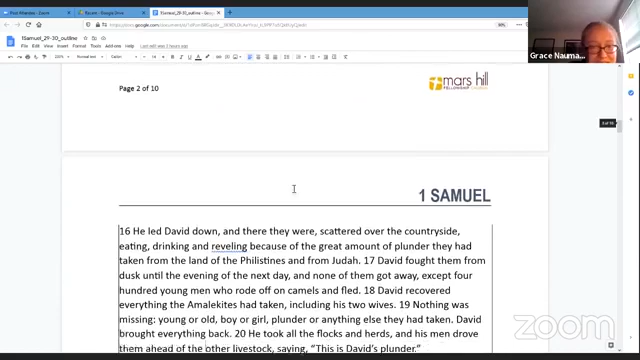 1Samuel_29-30_outline
Grace Nauma...
File Edit View Insert Format Tools Add-ons Help
Normal text
Page 2 of 10
mars hill
FELLOWSHIP
1 SAMUEL
16 He led David down, and there they were, scattered over the countryside,
eating, drinking and reveling because of the great amount of plunder they had
taken from the land of the Philistines and from Judah. 17 David fought them from
dusk until the evening of the next day, and none of them got away, except four
hundred young men who rode off on camels and fled. 18 David recovered
everything the Amalekites had taken, including his two wives. 19 Nothing was
missing: young or old, boy or girl, plunder or anything else they had taken. David
brought everything back. 20 He took all the flocks and herds, and his men drove
them ahead of the other livestock, saying, “This is David’s plunder.”
zoom